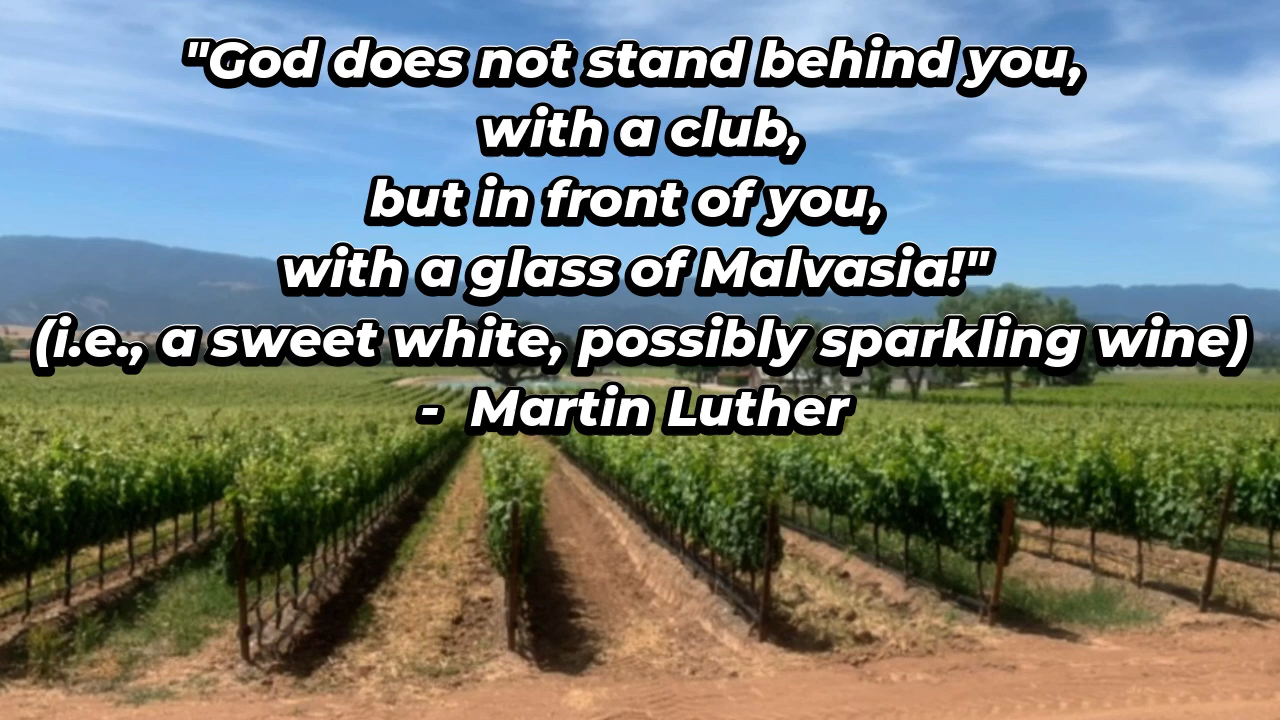 "God does not stand behind you,
with a club,
but in front of you,
with a glass of Malvasia!"
(i.e., a sweet white, possibly sparkling wine)
-  Martin Luther